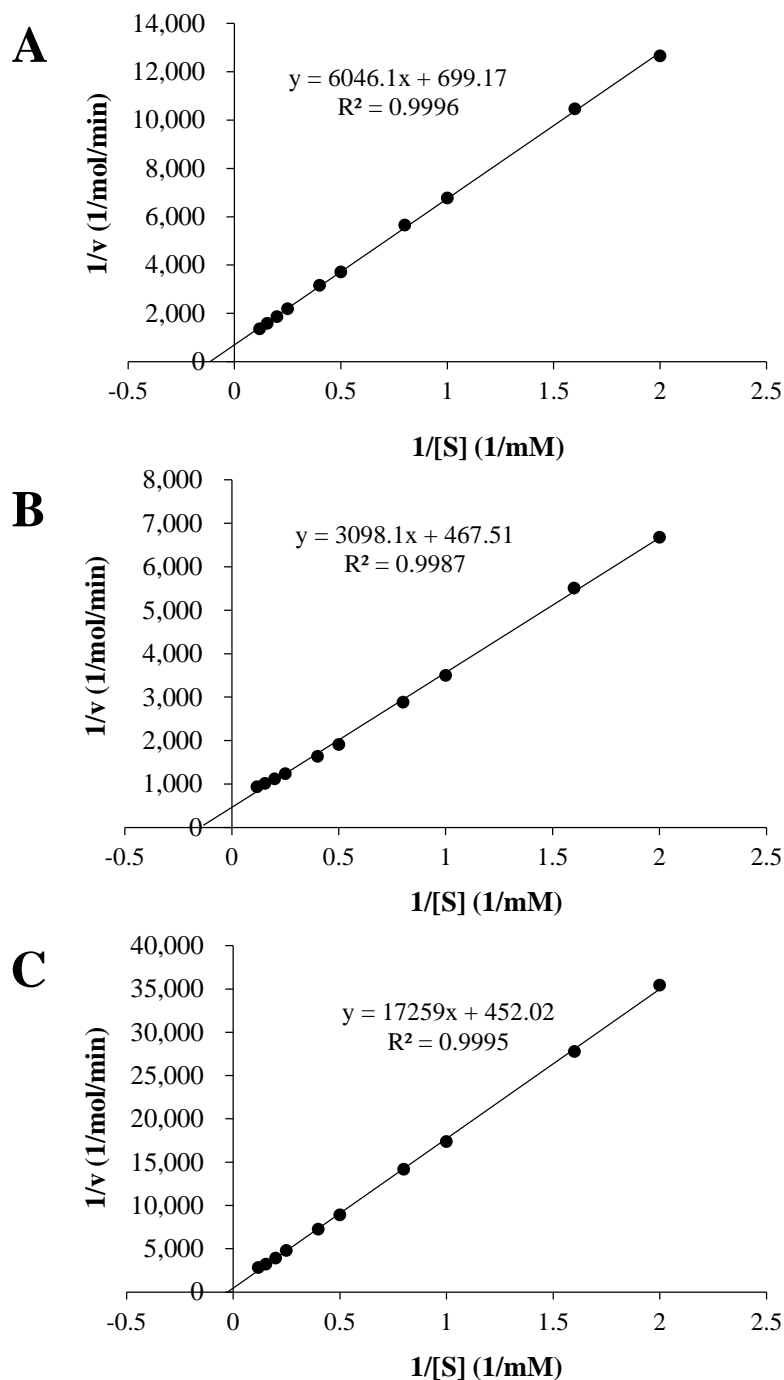 A
14,000
12,000
10,000
8,000
6,000
4,000
2,000
0
1/v (1/mol/min)
y = 6046.1x + 699.17
R² = 0.9996
-0.5 0 0.5 1 1.5 2 2.5
1/[S] (1/mM)
B
8,000
7,000
6,000
5,000
4,000
3,000
2,000
1,000
0
1/v (1/mol/min)
y = 3098.1x + 467.51
R² = 0.9987
-0.5 0 0.5 1 1.5 2 2.5
1/[S] (1/mM)
C
40,000
35,000
30,000
25,000
20,000
15,000
10,000
5,000
0
1/v (1/mol/min)
y = 17259x + 452.02
R² = 0.9995
-0.5 0 0.5 1 1.5 2 2.5
1/[S] (1/mM)